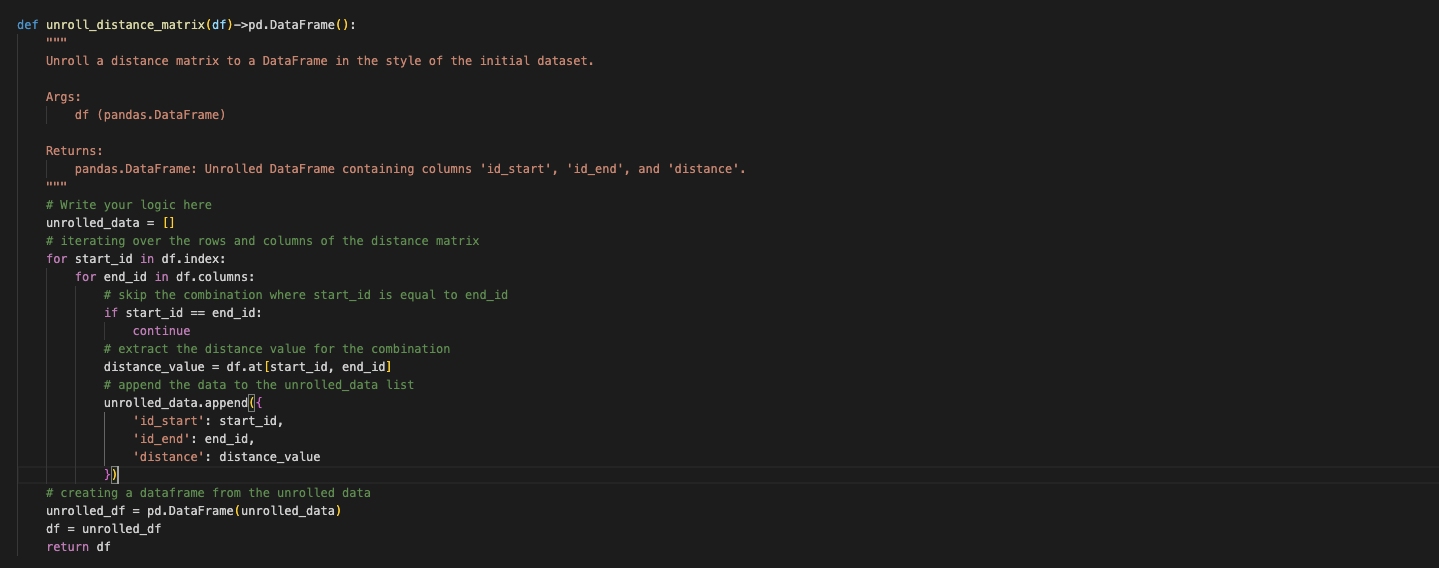 def unroll_distance_matrix(df)->pd.DataFrame():
    """
    Unroll a distance matrix to a DataFrame in the style of the initial dataset.

    Args:
        df (pandas.DataFrame)

    Returns:
        pandas.DataFrame: Unrolled DataFrame containing columns 'id_start', 'id_end', and 'distance'.
    """
    # Write your logic here
    unrolled_data = []
    # iterating over the rows and columns of the distance matrix
    for start_id in df.index:
        for end_id in df.columns:
            # skip the combination where start_id is equal to end_id
            if start_id == end_id:
                continue
            # extract the distance value for the combination
            distance_value = df.at[start_id, end_id]
            # append the data to the unrolled_data list
            unrolled_data.append({
                'id_start': start_id,
                'id_end': end_id,
                'distance': distance_value
            })
    # creating a dataframe from the unrolled data
    unrolled_df = pd.DataFrame(unrolled_data)
    df = unrolled_df
    return df